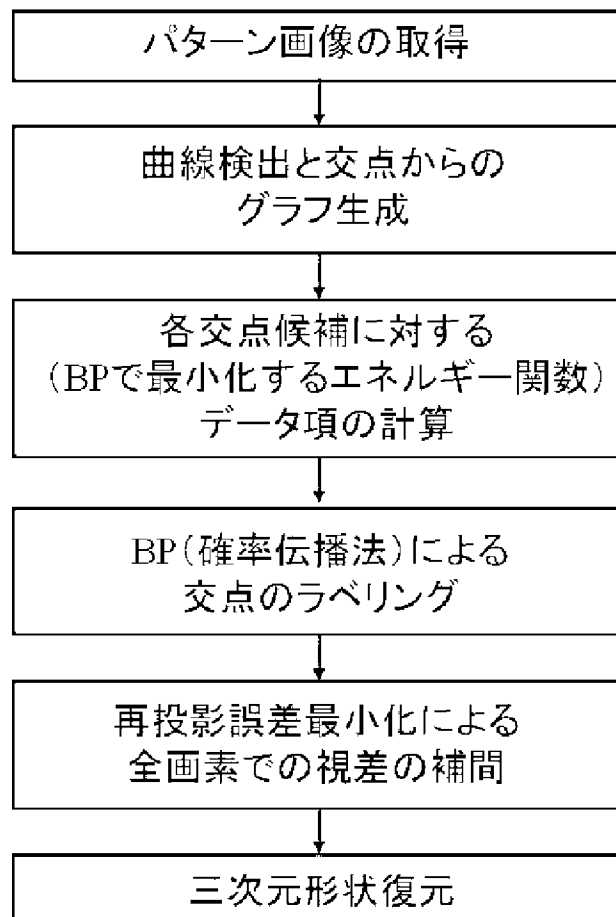 パターン画像の取得
曲線検出と交点からの
グラフ生成
各交点候補に対する
(BPで最小化するエネルギー関数)
データ項の計算
BP(確率伝播法)による
交点のラベリング
再投影誤差最小化による
全画素での視差の補間
三次元形状復元